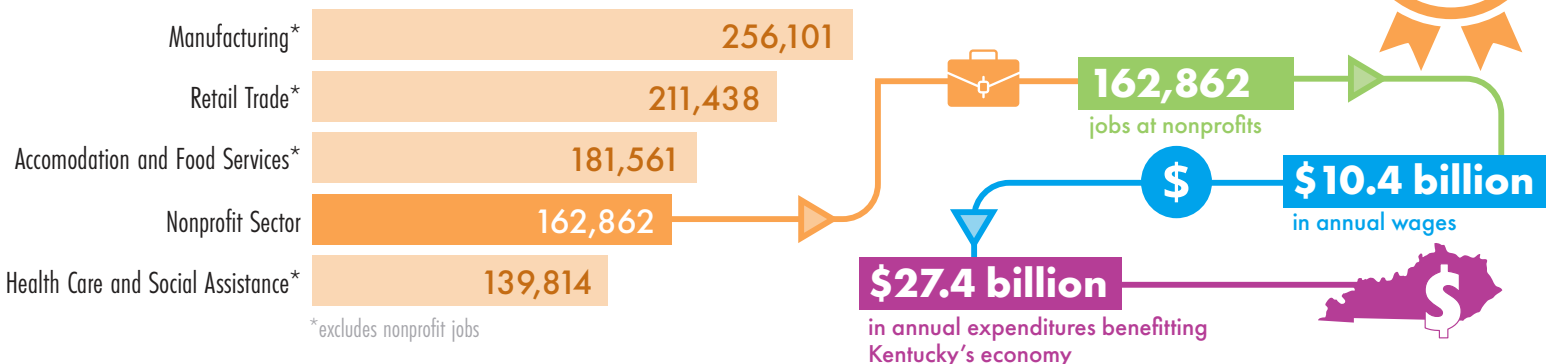 Manufacturing*
256,101
Retail Trade*
211,438
Accomodation and Food Services*
181,561
Nonprofit Sector
162,862
Health Care and Social Assistance*
139,814
*excludes nonprofit jobs
162,862
jobs at nonprofits
$
$10.4 billion
in annual wages
$27.4 billion
in annual expenditures benefitting
Kentucky's economy
$